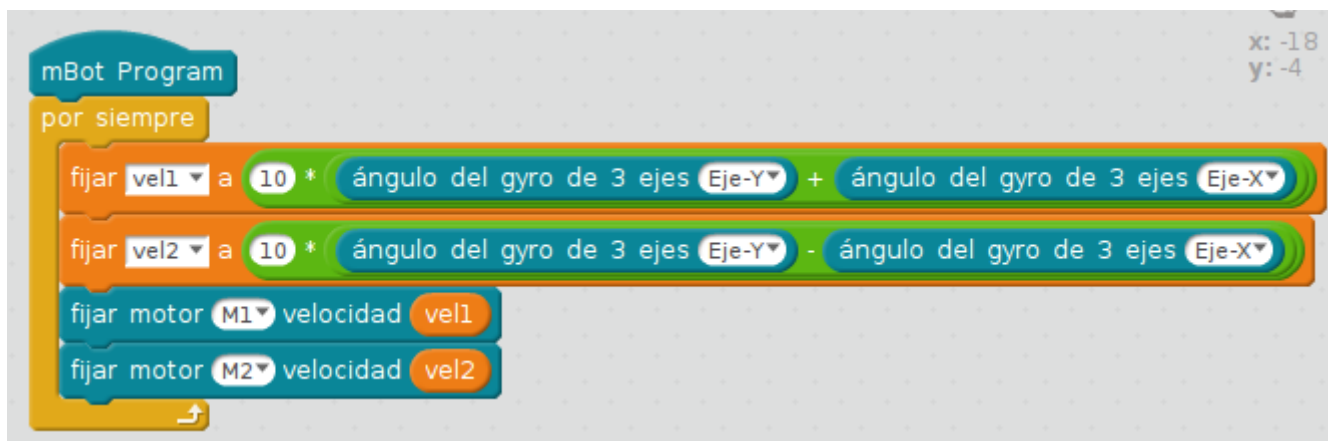 x: -18
y: -4
mBot Program
por siempre
fijar vel1 a 10 * ángulo del gyro de 3 ejes Eje-Y + ángulo del gyro de 3 ejes Eje-X
fijar vel2 a 10 * ángulo del gyro de 3 ejes Eje-Y - ángulo del gyro de 3 ejes Eje-X
fijar motor M1 velocidad vel1
fijar motor M2 velocidad vel2